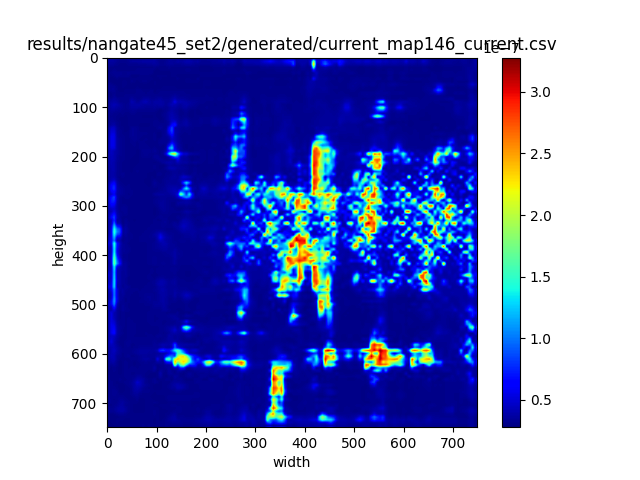 results/nangate45_set2/generated/current_map146_current.csv
1e−7
0
100
200
300
400
500
600
700
height
0 100 200 300 400 500 600 700
width
3.0
2.5
2.0
1.5
1.0
0.5